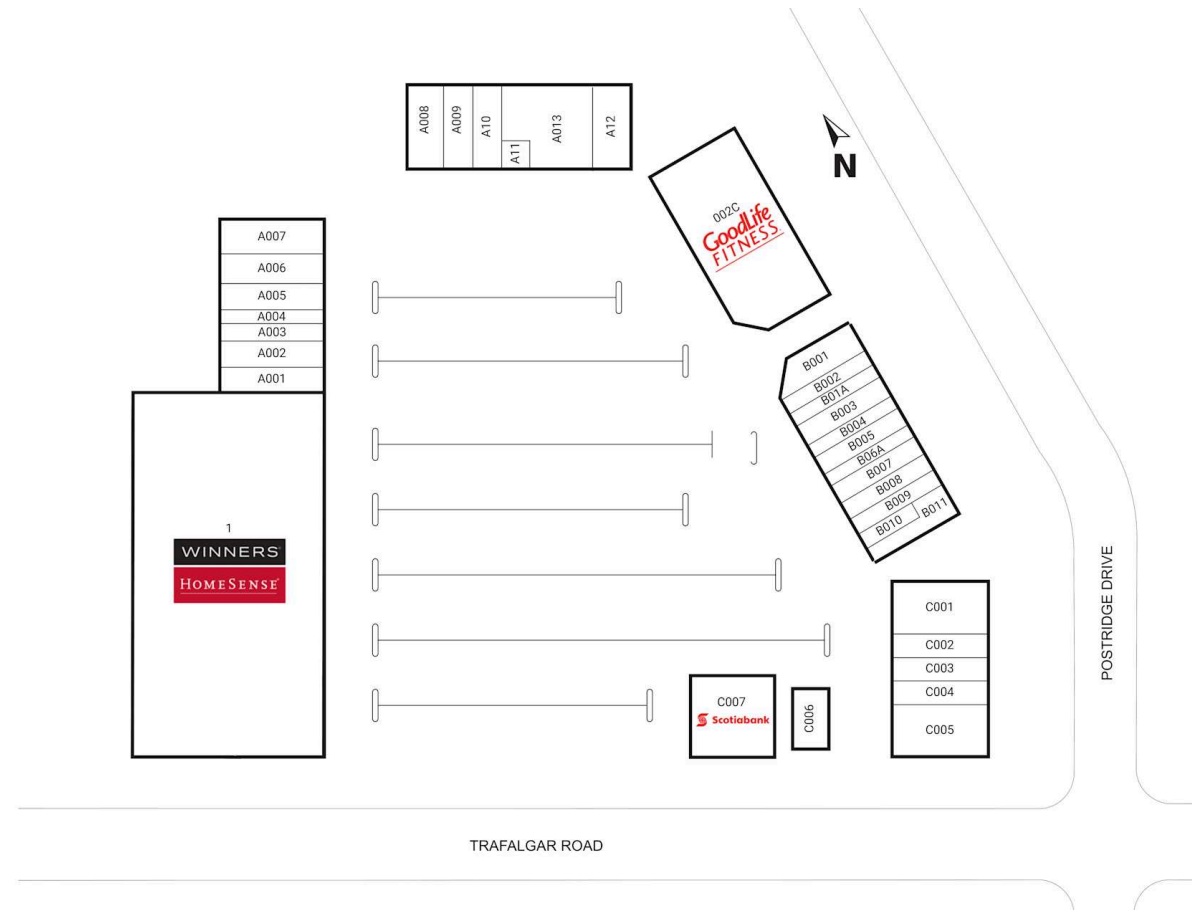 A008
A009
A10
A11
A013
A12
N
002C
GoodLife
FITNESS
A007
A006
A005
A004
A003
A002
A001
B001
B002
B01A
B003
B004
B005
B06A
B007
B008
B009
B010
B011
1
WINNERS
HOMESENSE
C001
C002
C003
C004
C005
C007
Scotiabank
C006
POSTRIDGE DRIVE
TRAFALGAR ROAD